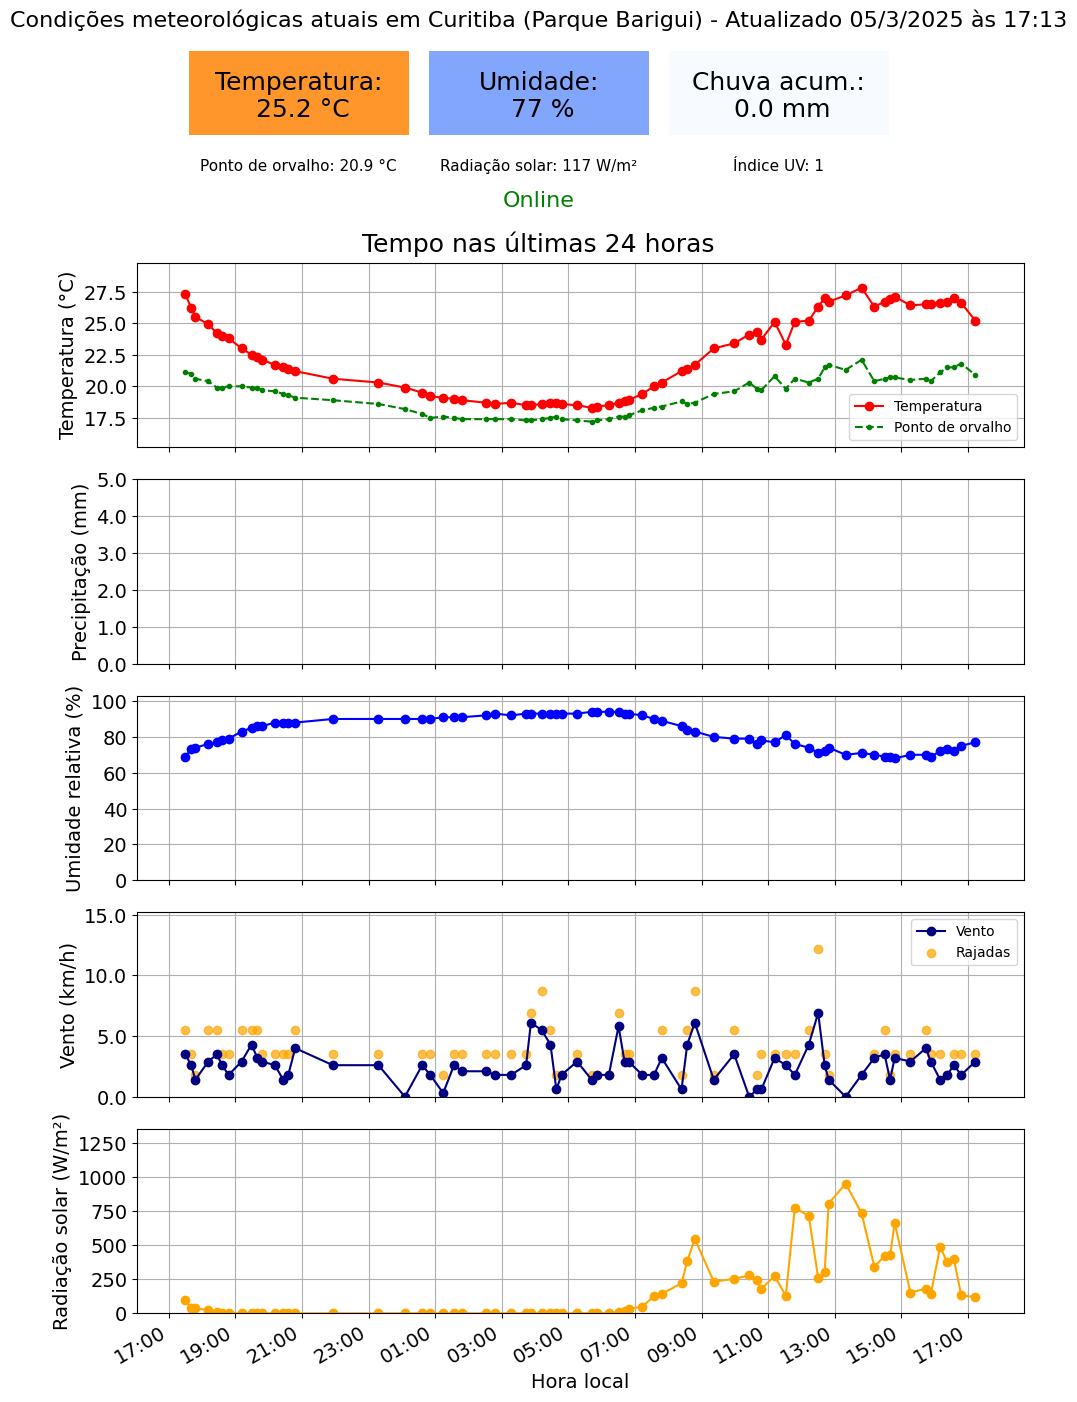 Condições meteorológicas atuais em Curitiba (Parque Barigui) - Atualizado 05/3/2025 às 17:13
Temperatura:
25.2 °C
Umidade:
77 %
Chuva acum.:
0.0 mm
Ponto de orvalho: 20.9 °C
Radiação solar: 117 W/m²
Índice UV: 1
Online
Tempo nas últimas 24 horas
Temperatura (°C)
27.5
25.0
22.5
20.0
17.5
Temperatura
Ponto de orvalho
Precipitação (mm)
5.0
4.0
3.0
2.0
1.0
0.0
Umidade relativa (%)
100
80
60
40
20
0
Vento (km/h)
15.0
10.0
5.0
0.0
Vento
Rajadas
Radiação solar (W/m²)
1250
1000
750
500
250
0
17:00
19:00
21:00
23:00
01:00
03:00
05:00
07:00
09:00
11:00
13:00
15:00
17:00
Hora local